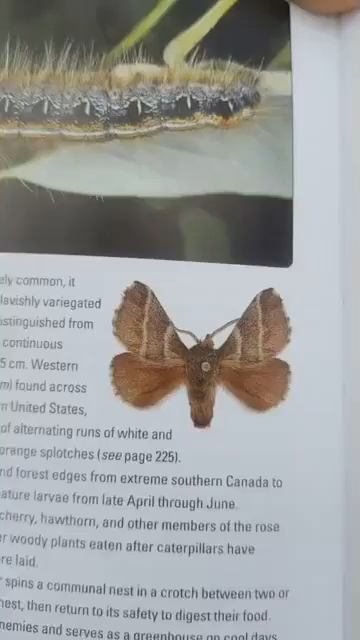 ely common, it
lavishly variegated
stinguished from
continuous
5 cm. Western
m) found across
n United States,
of alternating runs of white and
orange splotches (see page 225).
nd forest edges from extreme southern Canada to
ature larvae from late April through June.
cherry, hawthorn, and other members of the rose
er woody plants eaten after caterpillars have
re laid.
spins a communal nest in a crotch between two or
nest, then return to its safety to digest their food.
nemies and serves as a greenhouse on cool days